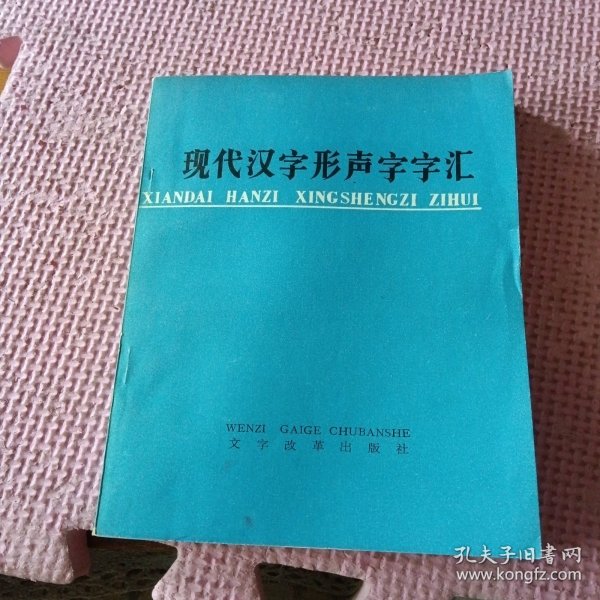 现代汉字形声字字汇
XIANDAI HANZI XINGSHENGZI ZIHUI
WENZI GAIGE CHUBANSHE
文字改革出版社
孔夫子旧书网
www.kongfz.com